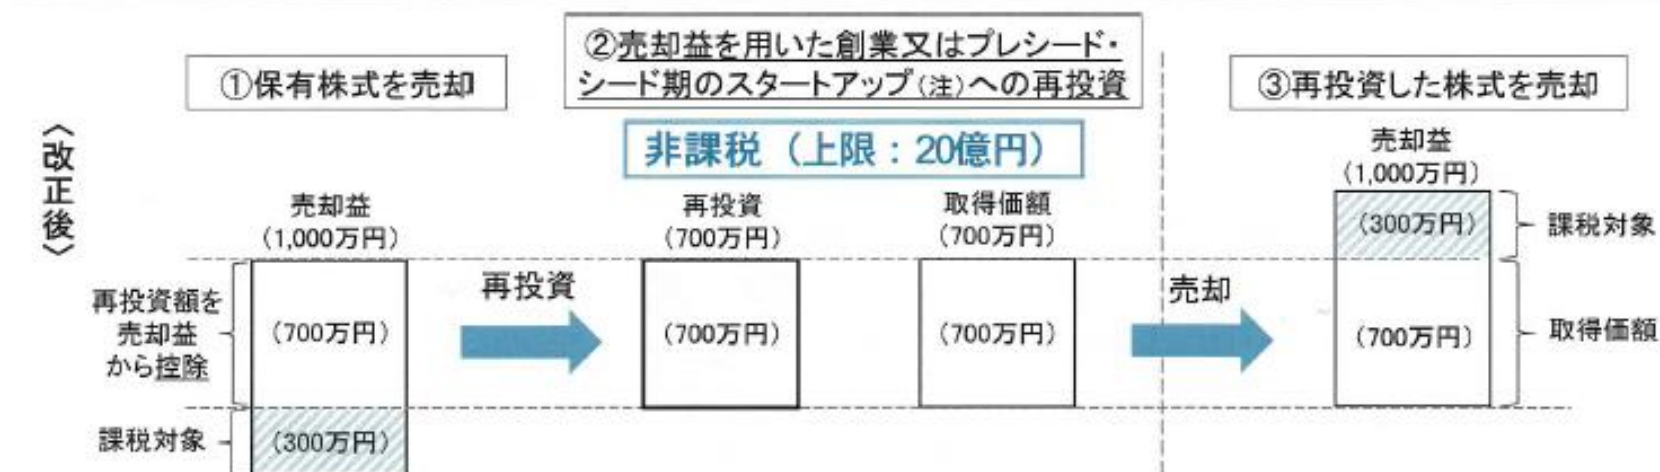 ①保有株式を売却
②売却益を用いた創業又はプレシード・
シード期のスタートアップ(注)への再投資
③再投資した株式を売却
〈改正後〉
非課税(上限:20億円)
売却益
(1,000万円)
再投資額を
売却益
から控除
(700万円)
課税対象
(300万円)
再投資
再投資
(700万円)
(700万円)
取得価額
(700万円)
(700万円)
売却
売却益
(1,000万円)
(300万円)
課税対象
(700万円)
取得価額